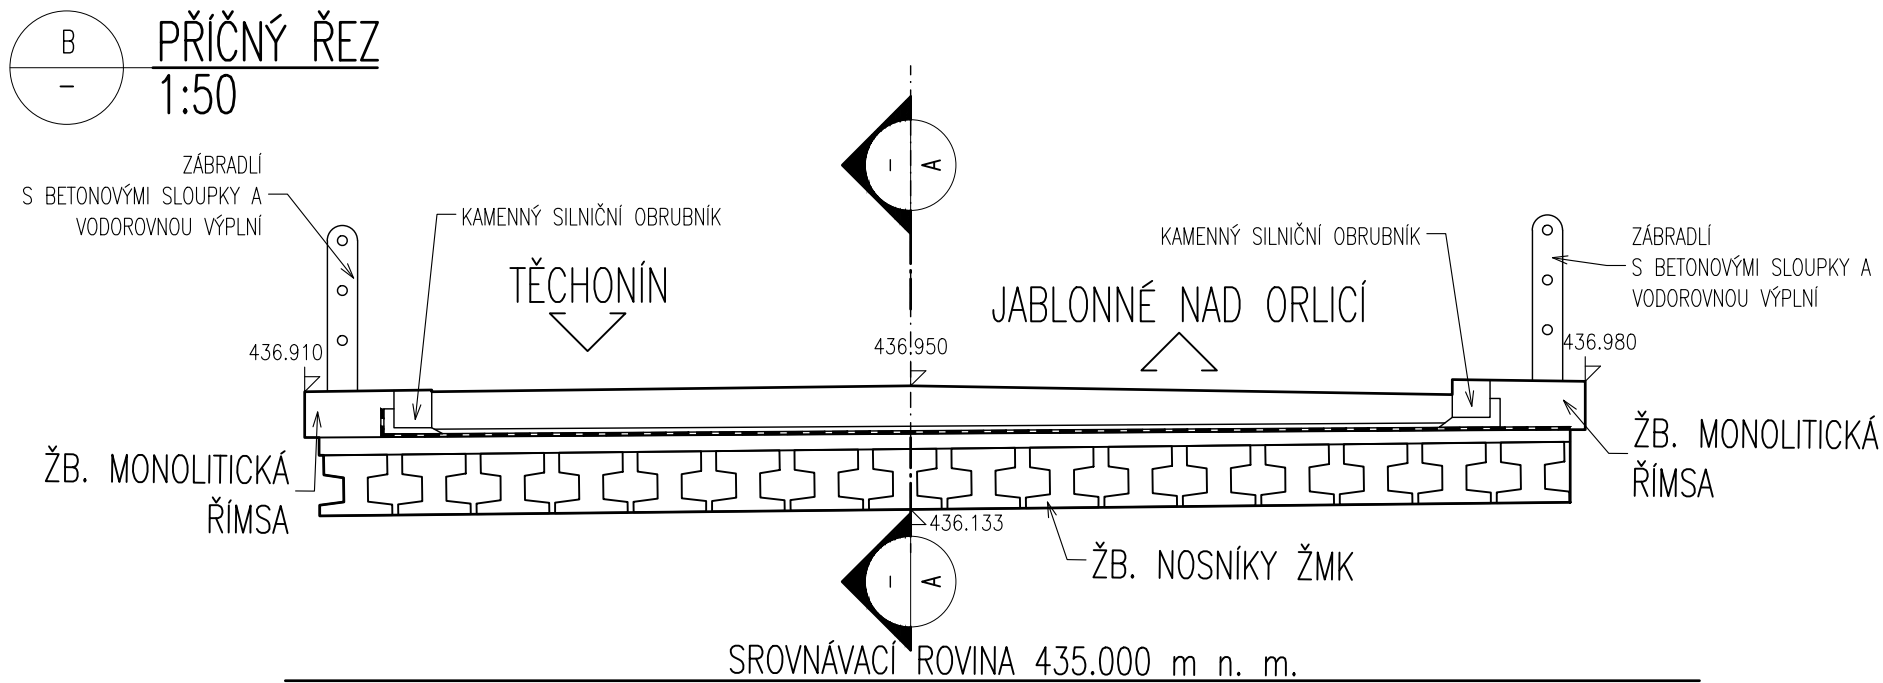 B
–
PŘÍČNÝ ŘEZ
1:50
ZÁBRADLÍ
S BETONOVÝMI SLOUPKY A
VODOROVNOU VÝPLNÍ
KAMENNÝ SILNIČNÍ OBRUBNÍK
TĚCHONÍN
– A
KAMENNÝ SILNIČNÍ OBRUBNÍK
JABLONNÉ NAD ORLICÍ
ZÁBRADLÍ
S BETONOVÝMI SLOUPKY A
VODOROVNOU VÝPLNÍ
436.910
436.950
436.980
ŽB. MONOLITICKÁ
ŘÍMSA
ŽB. MONOLITICKÁ
ŘÍMSA
436.133
ŽB. NOSNÍKY ŽMK
– A
SROVNÁVACÍ ROVINA 435.000 m n. m.